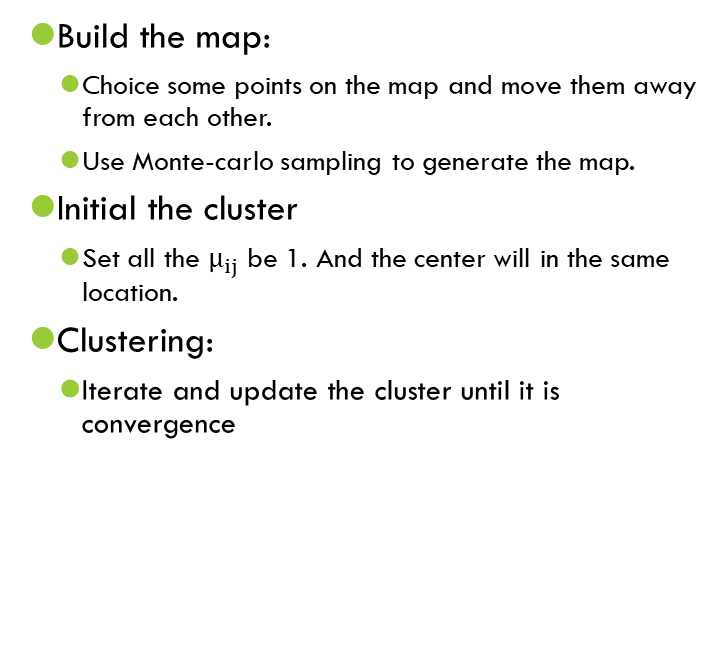 Build the map:
Choice some points on the map and move them away
from each other.
Use Monte-carlo sampling to generate the map.
Initial the cluster
Set all the μij be 1. And the center will in the same
location.
Clustering:
Iterate and update the cluster until it is
convergence